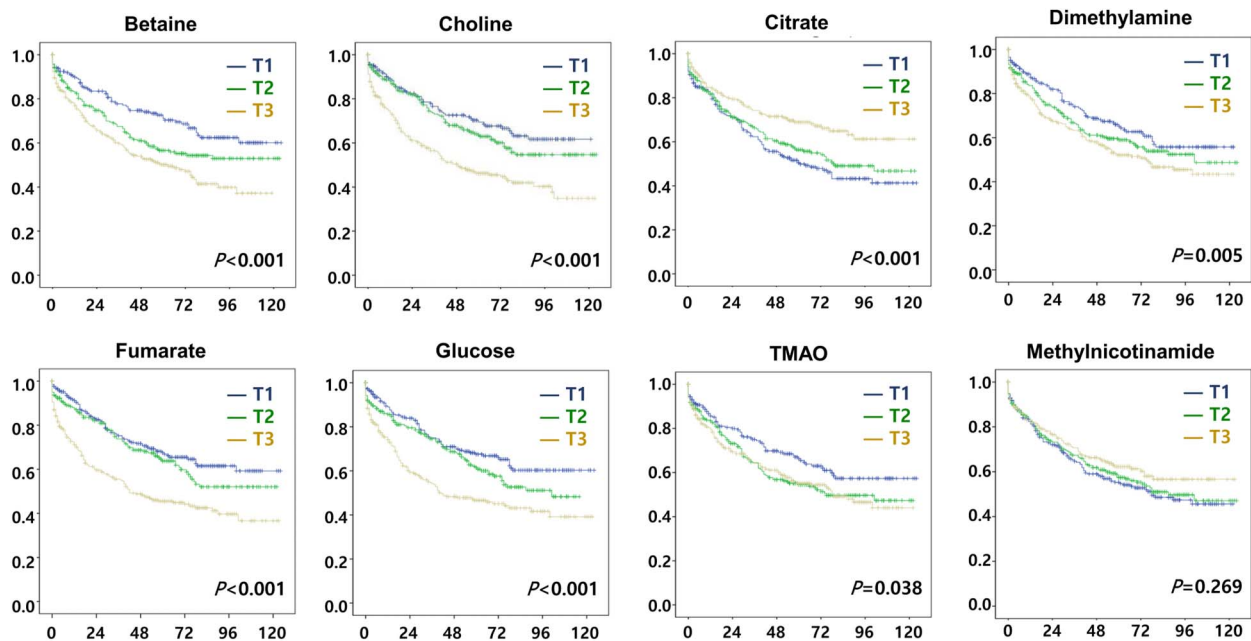 Betaine
1.0
0.8
0.6
0.4
0.2
0.0
T1
T2
T3
P<0.001
0 24 48 72 96 120
Choline
1.0
0.8
0.6
0.4
0.2
0.0
T1
T2
T3
P<0.001
0 24 48 72 96 120
Citrate
1.0
0.8
0.6
0.4
0.2
0.0
T1
T2
T3
P<0.001
0 24 48 72 96 120
Dimethylamine
1.0
0.8
0.6
0.4
0.2
0.0
T1
T2
T3
P=0.005
0 24 48 72 96 120
Fumarate
1.0
0.8
0.6
0.4
0.2
0.0
T1
T2
T3
P<0.001
0 24 48 72 96 120
Glucose
1.0
0.8
0.6
0.4
0.2
0.0
T1
T2
T3
P<0.001
0 24 48 72 96 120
TMAO
1.0
0.8
0.6
0.4
0.2
0.0
T1
T2
T3
P=0.038
0 24 48 72 96 120
Methylnicotinamide
1.0
0.8
0.6
0.4
0.2
0.0
T1
T2
T3
P=0.269
0 24 48 72 96 120